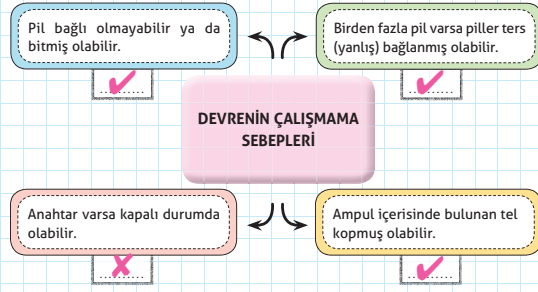 Pil bağlı olmayabilir ya da
bitmiş olabilir.
Birden fazla pil varsa piller ters
(yanlış) bağlanmış olabilir.
DEVRENİN ÇALIŞMAMA
SEBEPLERİ
Anahtar varsa kapalı durumda
olabilir.
Ampul içerisinde bulunan tel
kopmuş olabilir.